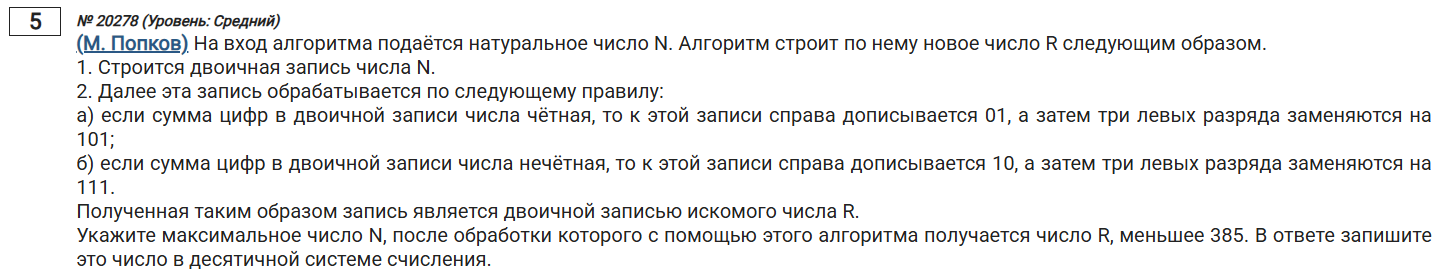 5
№ 20278 (Уровень: Средний)
(М. Попков) На вход алгоритма подаётся натуральное число N. Алгоритм строит по нему новое число R следующим образом.
1. Строится двоичная запись числа N.
2. Далее эта запись обрабатывается по следующему правилу:
а) если сумма цифр в двоичной записи числа чётная, то к этой записи справа дописывается 01, а затем три левых разряда заменяются на
101;
б) если сумма цифр в двоичной записи числа нечётная, то к этой записи справа дописывается 10, а затем три левых разряда заменяются на
111.
Полученная таким образом запись является двоичной записью искомого числа R.
Укажите максимальное число N, после обработки которого с помощью этого алгоритма получается число R, меньшее 385. В ответе запишите
это число в десятичной системе счисления.